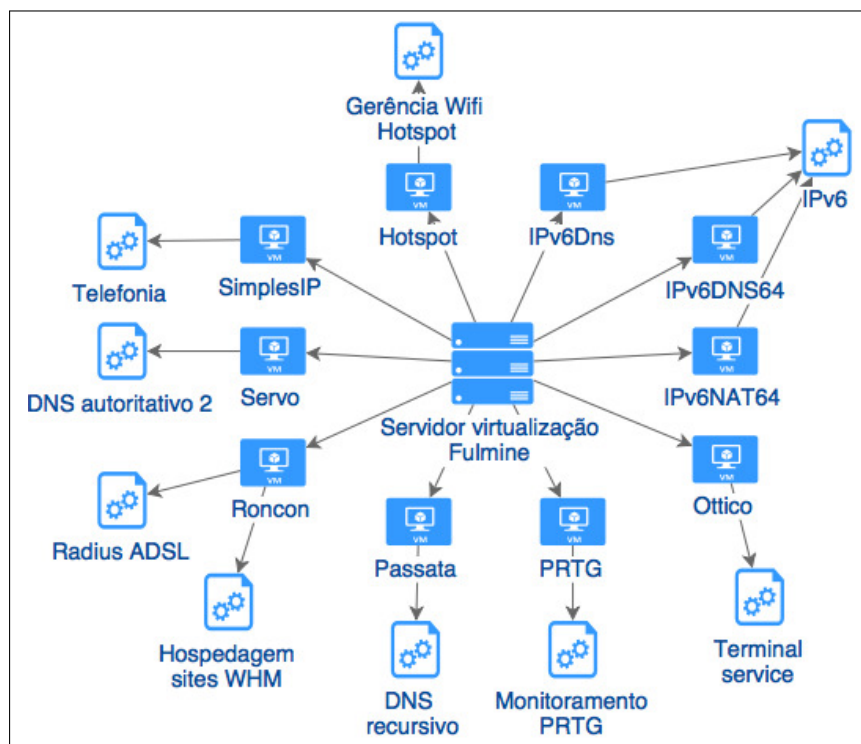 Gerência Wifi
Hotspot
VM
Hotspot
VM
IPv6Dns
IPv6
VM
SimplesIP
Telefonia
VM
IPv6DNS64
VM
Servo
DNS autoritativo 2
VM
IPv6NAT64
Servidor virtualização
Fulmine
VM
Roncon
Radius ADSL
Hospedagem
sites WHM
VM
Passata
DNS
recursivo
VM
PRTG
Monitoramento
PRTG
VM
Ottico
Terminal
service